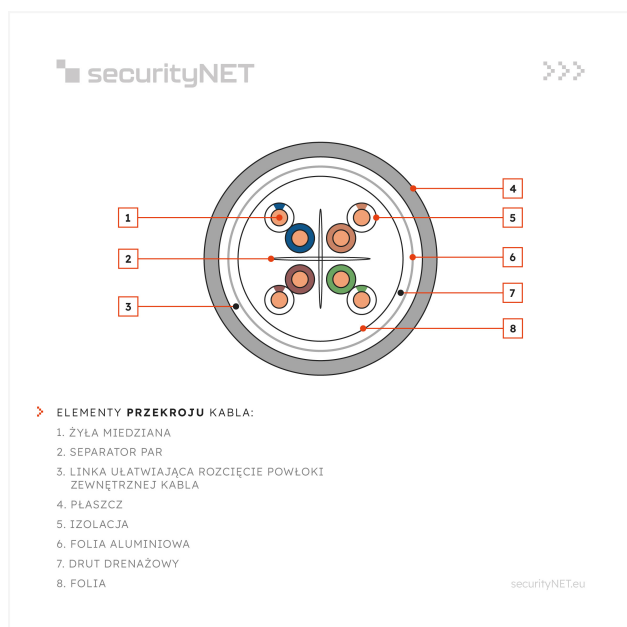 securityNET
1
2
3
4
5
6
7
8
ELEMENTY PRZEKROJU KABLA:
1. ŻYŁA MIEDZIANA
2. SEPARATOR PAR
3. LINKA UŁATWIAJĄCA ROZCIĘCIE POWŁOKI
ZEWNĘTRZNEJ KABLA
4. PŁASZCZ
5. IZOLACJA
6. FOLIA ALUMINIOWA
7. DRUT DRENAŻOWY
8. FOLIA
securityNET.eu